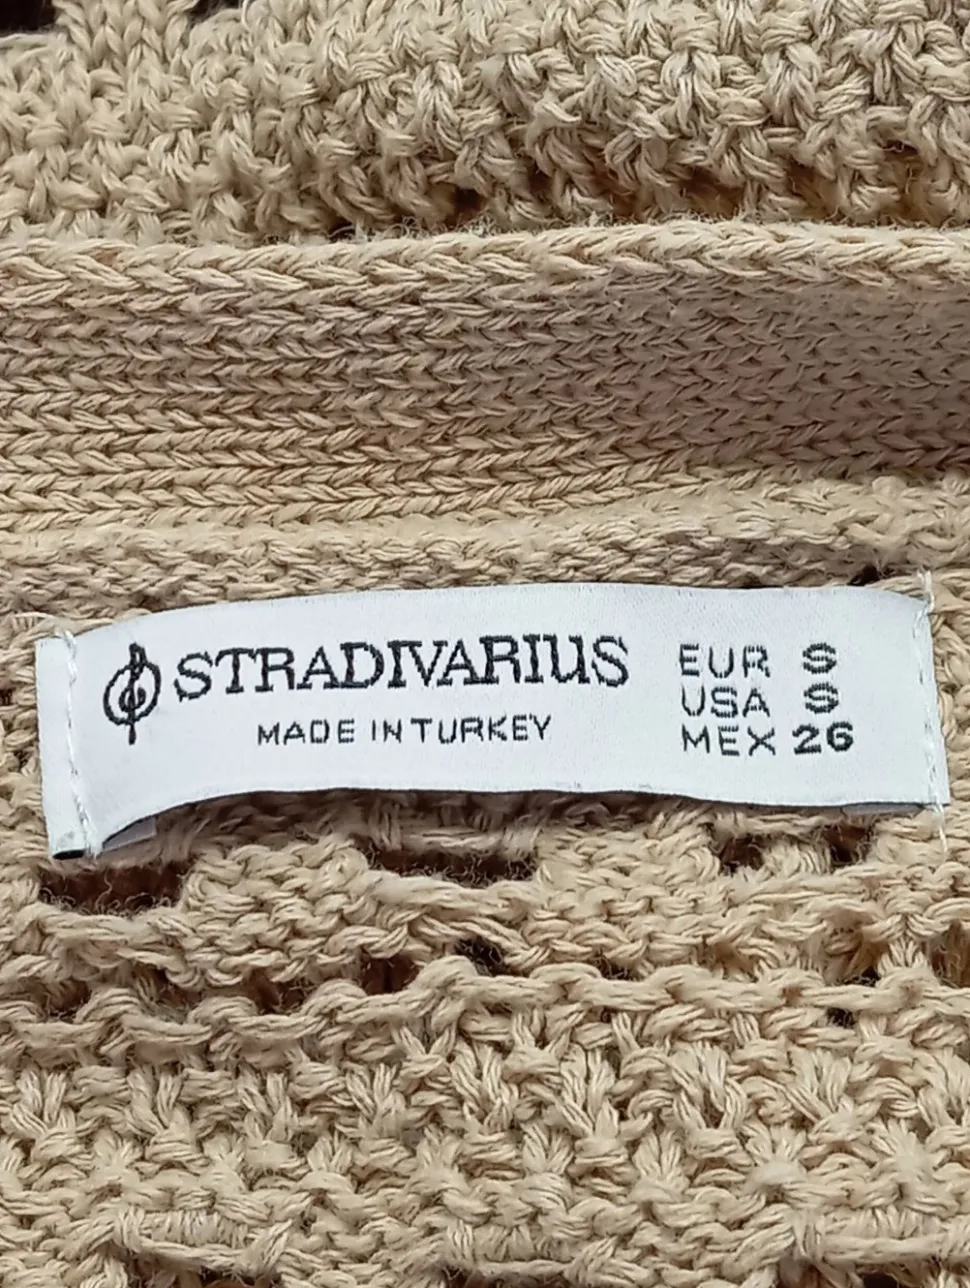 STRADIVARIUS
MADE IN TURKEY
EUR S
USA S
MEX 26